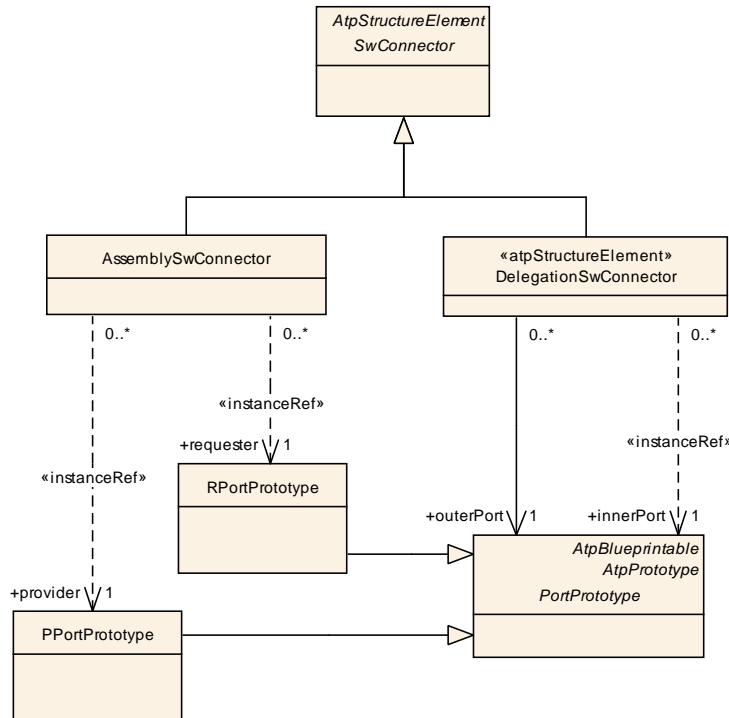 AtpStructureElement
SwConnector
AssemblySwConnector
«atpStructureElement»
DelegationSwConnector
0..*
0..*
0..*
0..*
«instanceRef»
«instanceRef»
«instanceRef»
+requester 1
RPortPrototype
+outerPort 1
+innerPort 1
AtpBlueprintable
AtpPrototype
PortPrototype
+provider 1
PPortPrototype